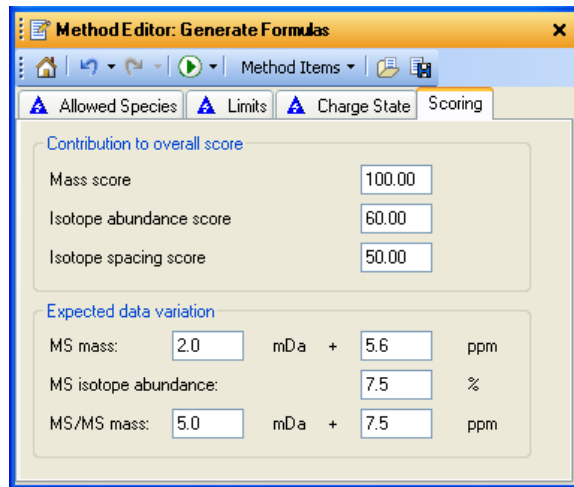 Method Editor: Generate Formulas
Method Items
Allowed Species Limits Charge State Scoring
Contribution to overall score
Mass score 100.00
Isotope abundance score 60.00
Isotope spacing score 50.00
Expected data variation
MS mass: 2.0 mDa + 5.6 ppm
MS isotope abundance: 7.5 %
MS/MS mass: 5.0 mDa + 7.5 ppm